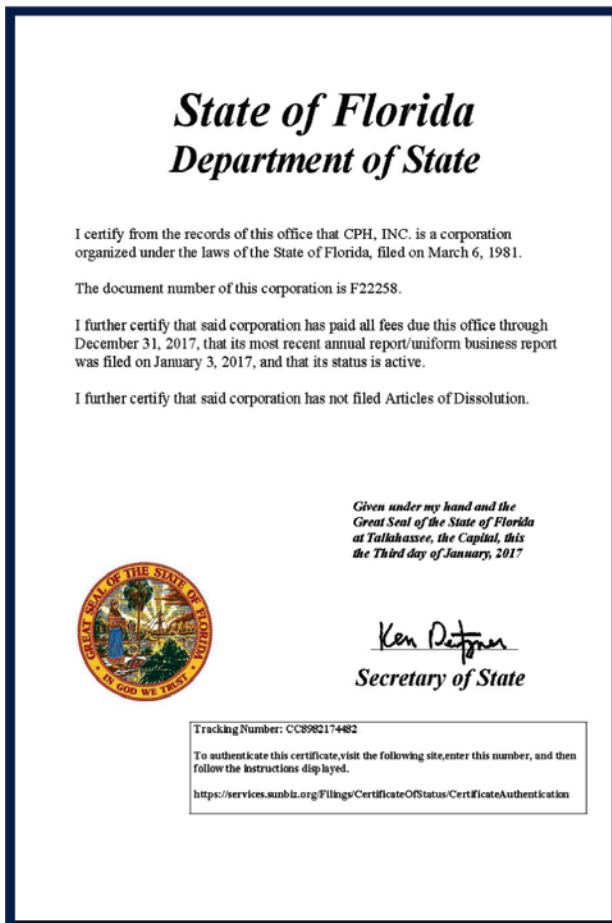 State of Florida
Department of State
I certify from the records of this office that CPH, INC. is a corporation
organized under the laws of the State of Florida, filed on March 6, 1981.
The document number of this corporation is F22258.
I further certify that said corporation has paid all fees due this office through
December 31, 2017, that its most recent annual report/uniform business report
was filed on January 3, 2017, and that its status is active.
I further certify that said corporation has not filed Articles of Dissolution.
Given under my hand and the
Great Seal of the State of Florida
at Tallahassee, the Capital, this
the Third day of January, 2017
GREAT SEAL OF THE STATE OF FLORIDA
IN GOD WE TRUST
Ken Detzner
Secretary of State
Tracking Number: CC8982174482
To authenticate this certificate,visit the following site,enter this number, and then
follow the instructions displayed.
https://services.sunbiz.org/Filings/CertificateOfStatus/CertificateAuthentication